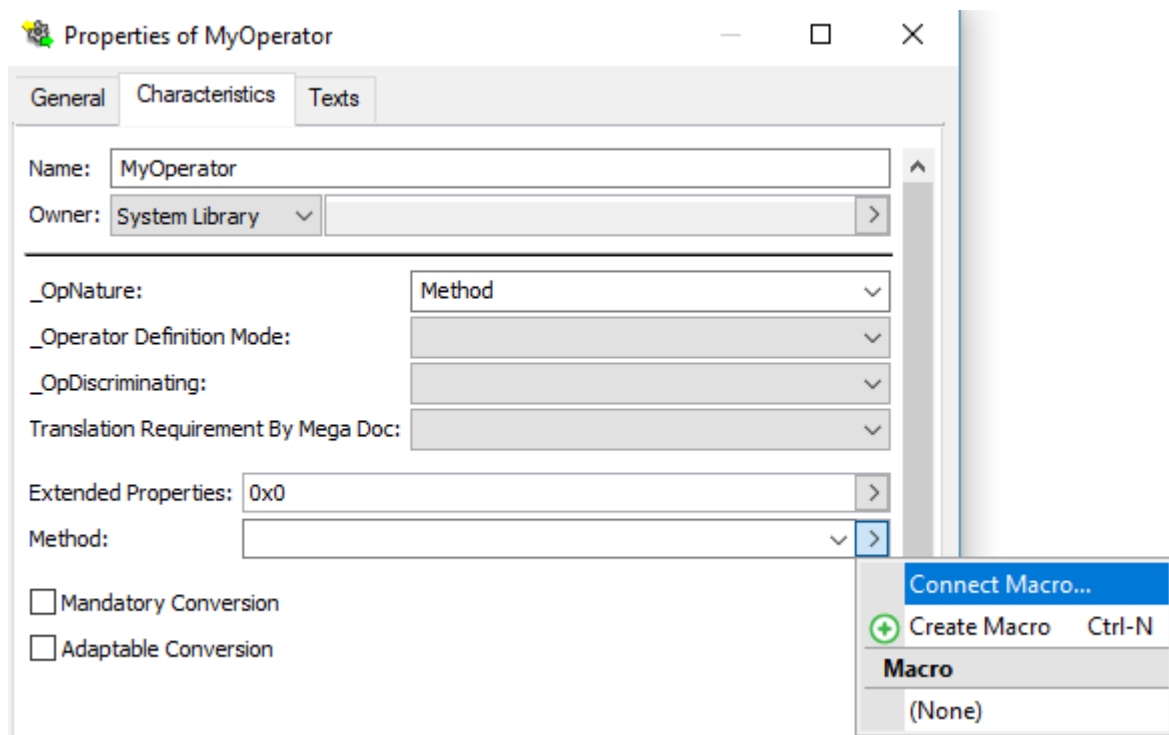 Properties of MyOperator
General Characteristics Texts
Name: MyOperator
Owner: System Library
_OpNature: Method
_Operator Definition Mode:
_OpDiscriminating:
Translation Requirement By Mega Doc:
Extended Properties: 0x0
Method:
Connect Macro...
Mandatory Conversion
Create Macro Ctrl-N
Adaptable Conversion
Macro
(None)